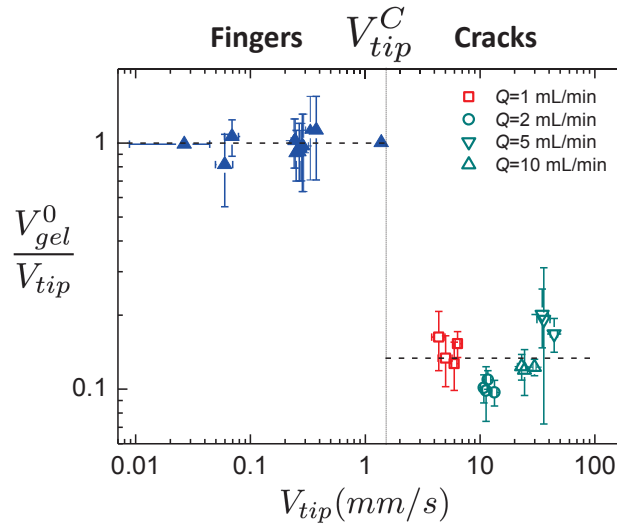 Fingers V_{tip}^{C} Cracks
Q=1 mL/min
Q=2 mL/min
Q=5 mL/min
Q=10 mL/min
1
0.1
V_{gel}^{0}
V_{tip}
0.01 0.1 1 10 100
V_{tip}(mm/s)